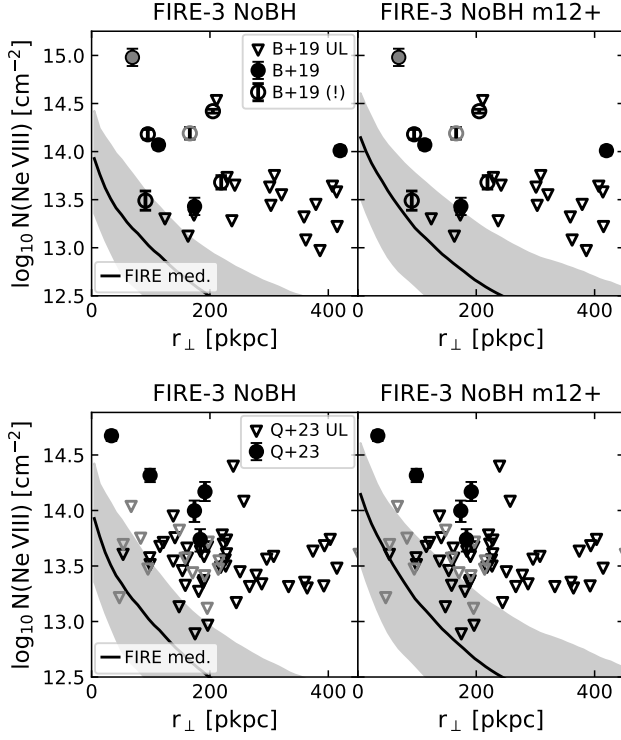 FIRE-3 NoBH
FIRE-3 NoBH m12+
log₁₀ N(Ne VIII) [cm⁻²]
15.0
14.5
14.0
13.5
13.0
12.5
B+19 UL
B+19
B+19 (!)
FIRE med.
0
200
400
0
200
400
r⊥ [pkpc]
r⊥ [pkpc]
FIRE-3 NoBH
FIRE-3 NoBH m12+
log₁₀ N(Ne VIII) [cm⁻²]
14.5
14.0
13.5
13.0
12.5
Q+23 UL
Q+23
FIRE med.
0
200
400
0
200
400
r⊥ [pkpc]
r⊥ [pkpc]